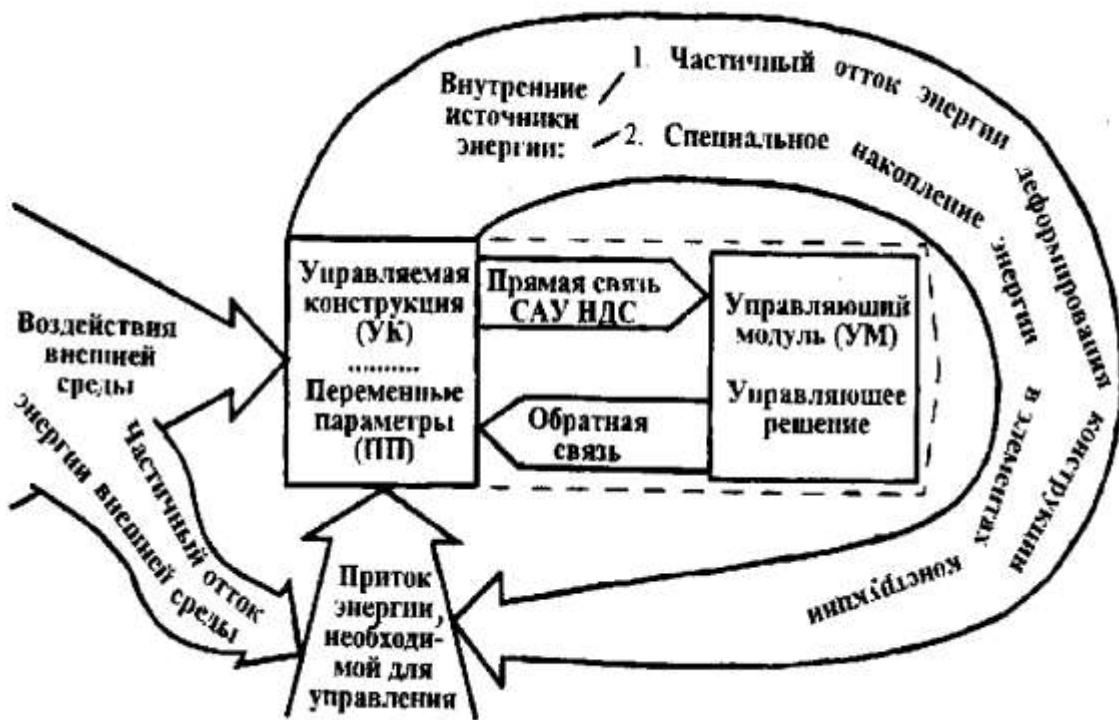 Внутренние
источники
энергии:
1. Частичный отток энергии деформирования конструкции
2. Специальное накопление энергии в элементах конструкции
Воздействия
внешней
среды
Частичный отток
энергии внешней среды
Управляемая
конструкция
(УК)
..........
Переменные
параметры
(ПП)
Прямая связь
САУ НДС
Обратная
связь
Управляющий
модуль (УМ)
Управляющее
решение
Приток
энергии,
необходи-
мой для
управления